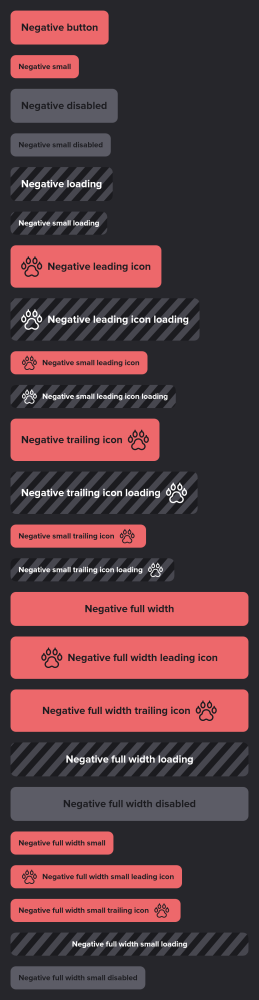 Negative button
Negative small
Negative disabled
Negative small disabled
Negative loading
Negative small loading
Negative leading icon
Negative leading icon loading
Negative small leading icon
Negative small leading icon loading
Negative trailing icon
Negative trailing icon loading
Negative small trailing icon
Negative small trailing icon loading
Negative full width
Negative full width leading icon
Negative full width trailing icon
Negative full width loading
Negative full width disabled
Negative full width small
Negative full width small leading icon
Negative full width small trailing icon
Negative full width small loading
Negative full width small disabled